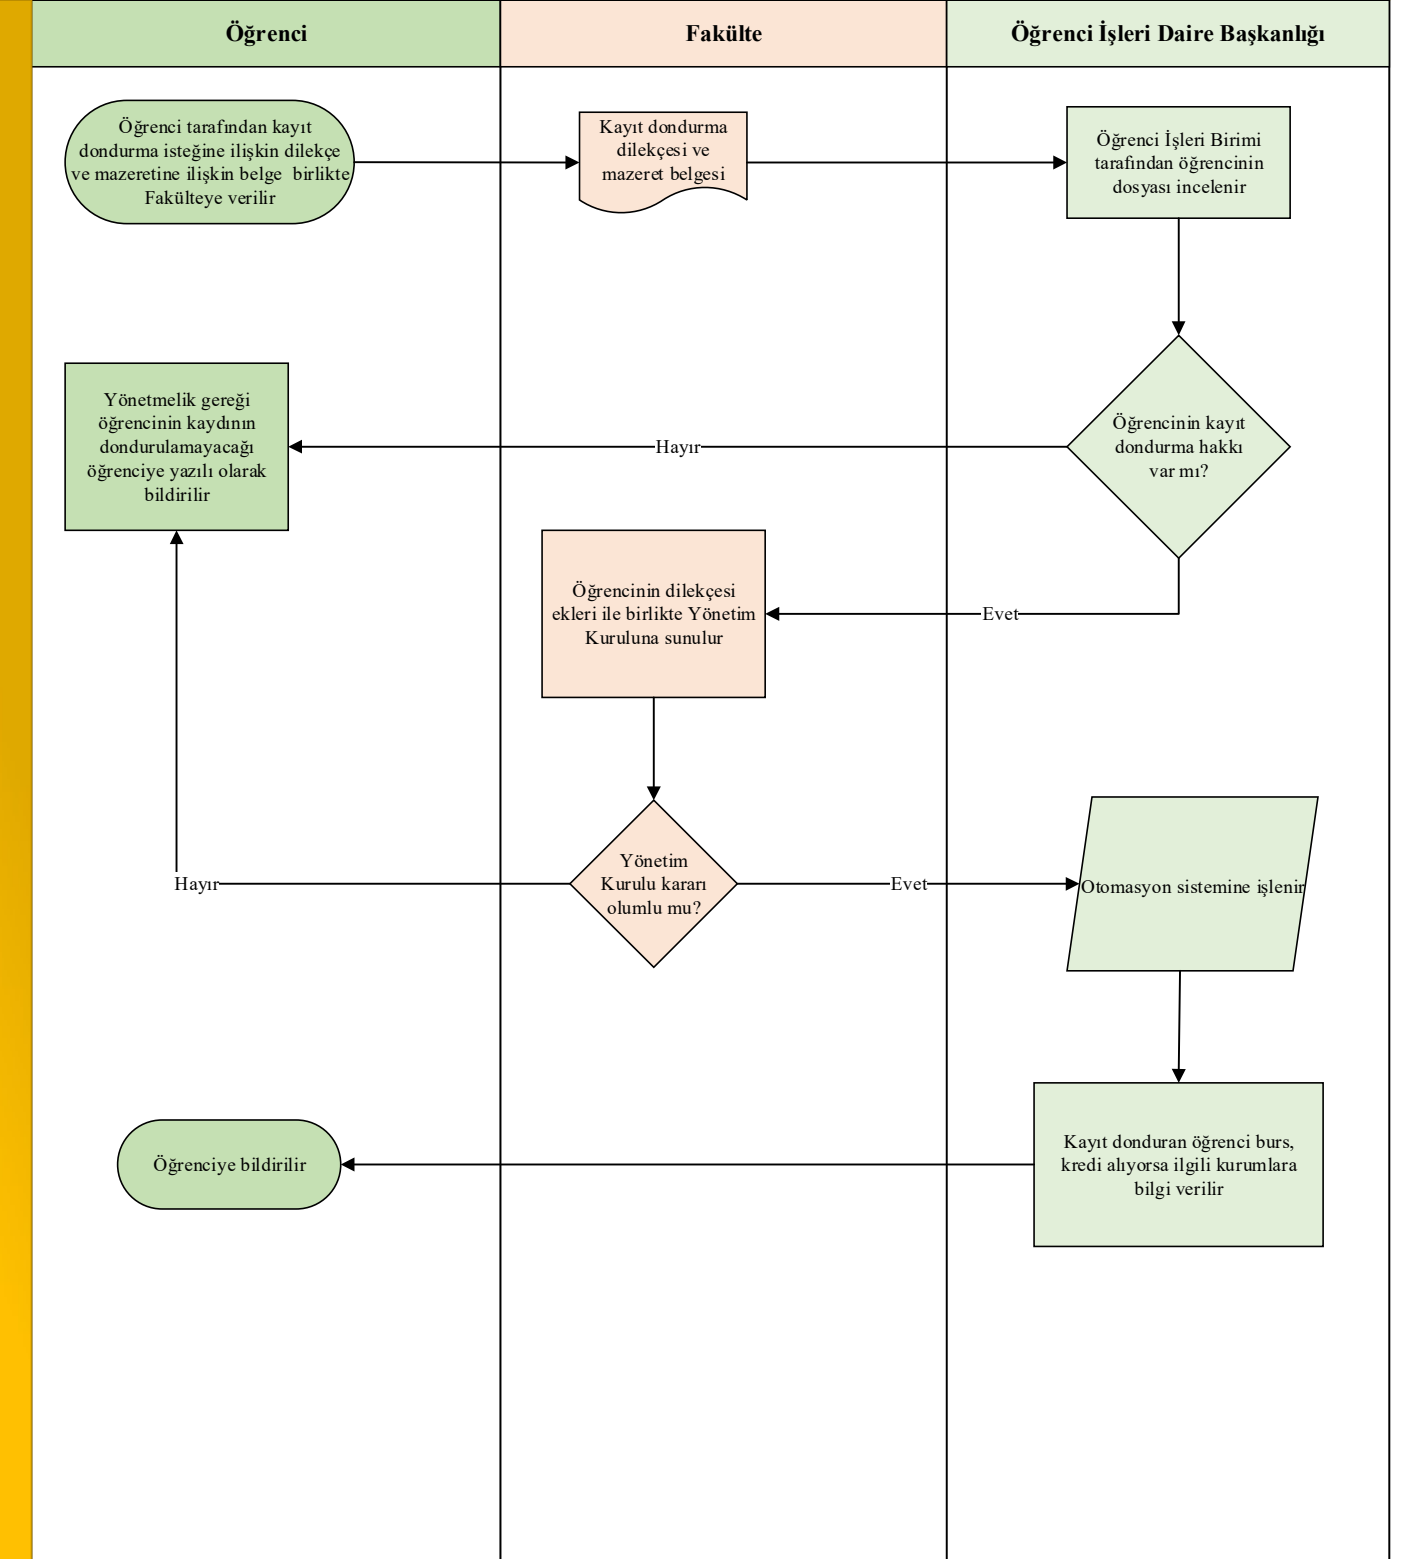 Öğrenci
Fakülte
Öğrenci İşleri Daire Başkanlığı
Öğrenci tarafından kayıt
dondurma isteğine ilişkin dilekçe
ve mazeretine ilişkin belge  birlikte
Fakülteye verilir
Kayıt dondurma
dilekçesi ve
mazeret belgesi
Öğrenci İşleri Birimi
tarafından öğrencinin
dosyası incelenir
Yönetmelik gereği
öğrencinin kaydının
dondurulamayacağı
öğrenciye yazılı olarak
bildirilir
Hayır
Öğrencinin kayıt
dondurma hakkı
var mı?
Öğrencinin dilekçesi
ekleri ile birlikte Yönetim
Kuruluna sunulur
Evet
Hayır
Yönetim
Kurulu kararı
olumlu mu?
Evet
Otomasyon sistemine işlenir
Öğrenciye bildirilir
Kayıt donduran öğrenci burs,
kredi alıyorsa ilgili kurumlara
bilgi verilir